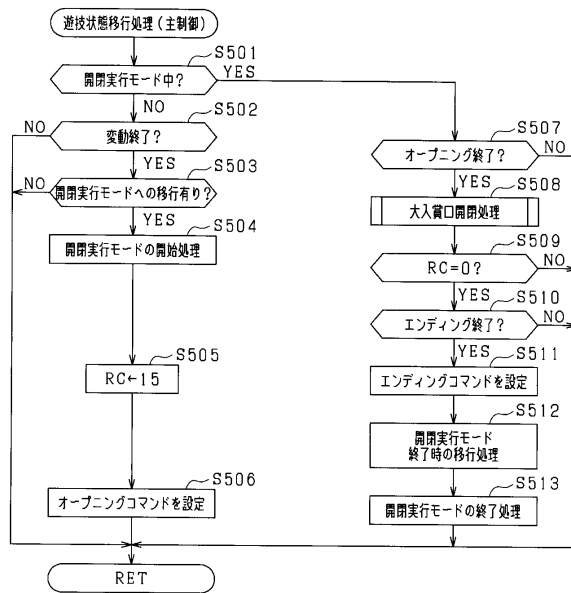 遊技状態移行処理(主制御)
S501
開閉実行モード中?
YES
NO
S502
変動終了?
NO
YES
S503
開閉実行モードへの移行有り?
NO
YES
S504
開閉実行モードの開始処理
S505
RC←15
S506
オープニングコマンドを設定
RET
S507
オープニング終了?
NO
YES
S508
大入賞口開閉処理
S509
RC=0?
NO
YES
S510
エンディング終了?
NO
YES
S511
エンディングコマンドを設定
S512
開閉実行モード
終了時の移行処理
S513
開閉実行モードの終了処理